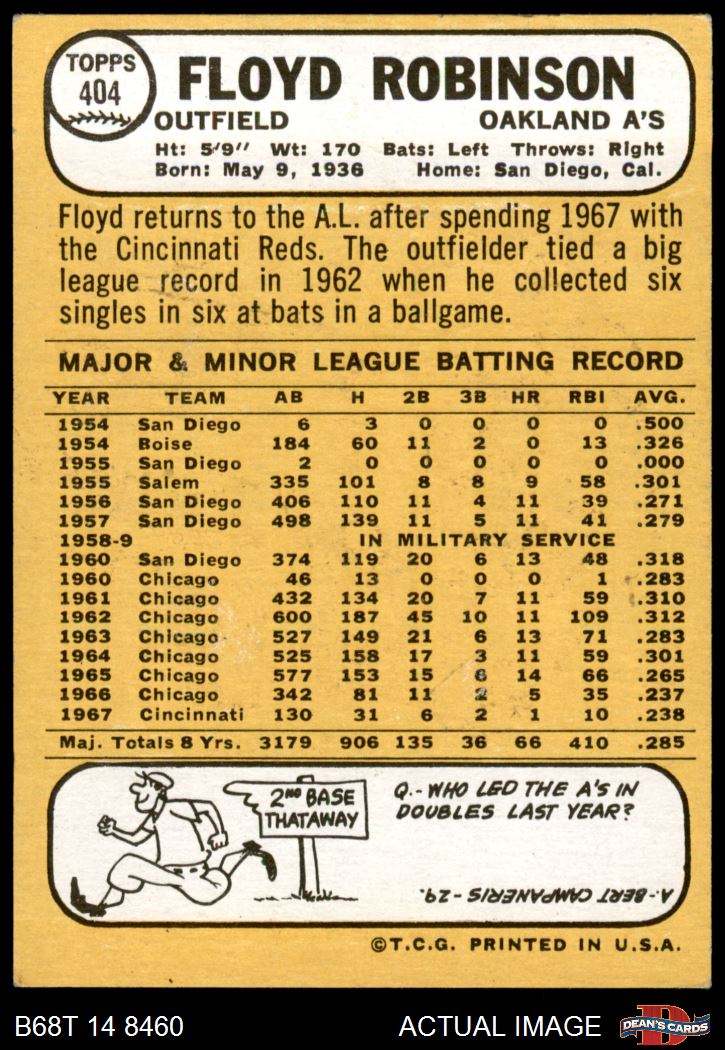 TOPPS
404
FLOYD ROBINSON
OUTFIELD OAKLAND A'S
Ht: 5'9" Wt: 170 Bats: Left Throws: Right
Born: May 9, 1936 Home: San Diego, Cal.
Floyd returns to the A.L. after spending 1967 with
the Cincinnati Reds. The outfielder tied a big
league record in 1962 when he collected six
singles in six at bats in a ballgame.
MAJOR & MINOR LEAGUE BATTING RECORD
YEAR TEAM AB H 2B 3B HR RBI AVG.
1954 San Diego 6 3 0 0 0 0 .500
1954 Boise 184 60 11 2 0 13 .326
1955 San Diego 2 0 0 0 0 0 .000
1955 Salem 335 101 8 8 9 58 .301
1956 San Diego 406 110 11 4 11 39 .271
1957 San Diego 498 139 11 5 11 41 .279
1958-9 IN MILITARY SERVICE
1960 San Diego 374 119 20 6 13 48 .318
1960 Chicago 46 13 0 0 0 1 .283
1961 Chicago 432 134 20 7 11 59 .310
1962 Chicago 600 187 45 10 11 109 .312
1963 Chicago 527 149 21 6 13 71 .283
1964 Chicago 525 158 17 3 11 59 .301
1965 Chicago 577 153 15 6 14 66 .265
1966 Chicago 342 81 11 2 5 35 .237
1967 Cincinnati 130 31 6 2 1 10 .238
Maj. Totals 8 Yrs. 3179 906 135 36 66 410 .285
2ND BASE
THATAWAY
Q.- WHO LED THE A'S IN
DOUBLES LAST YEAR?
A.- BERT CAMPANERIS - 29.
©T.C.G. PRINTED IN U.S.A.
B68T 14 8460 ACTUAL IMAGE
D
DEAN'S CARDS